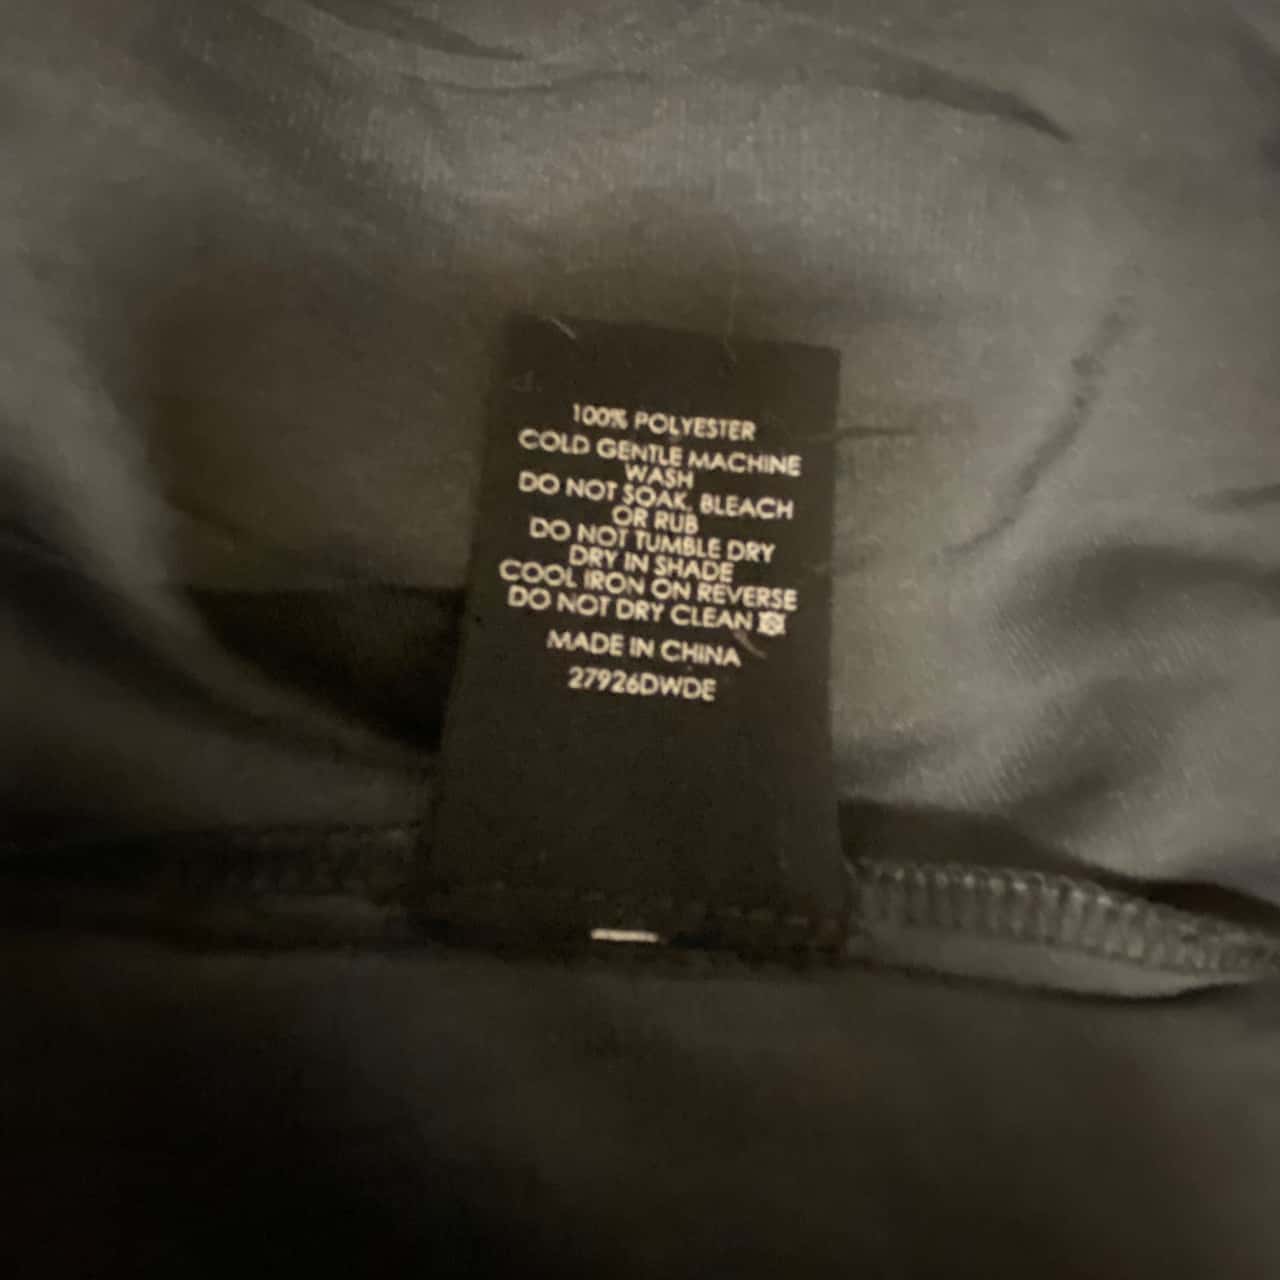 100% POLYESTER
COLD GENTLE MACHINE
WASH
DO NOT SOAK, BLEACH
OR RUB
DO NOT TUMBLE DRY
DRY IN SHADE
COOL IRON ON REVERSE
DO NOT DRY CLEAN
MADE IN CHINA
27926DWDE